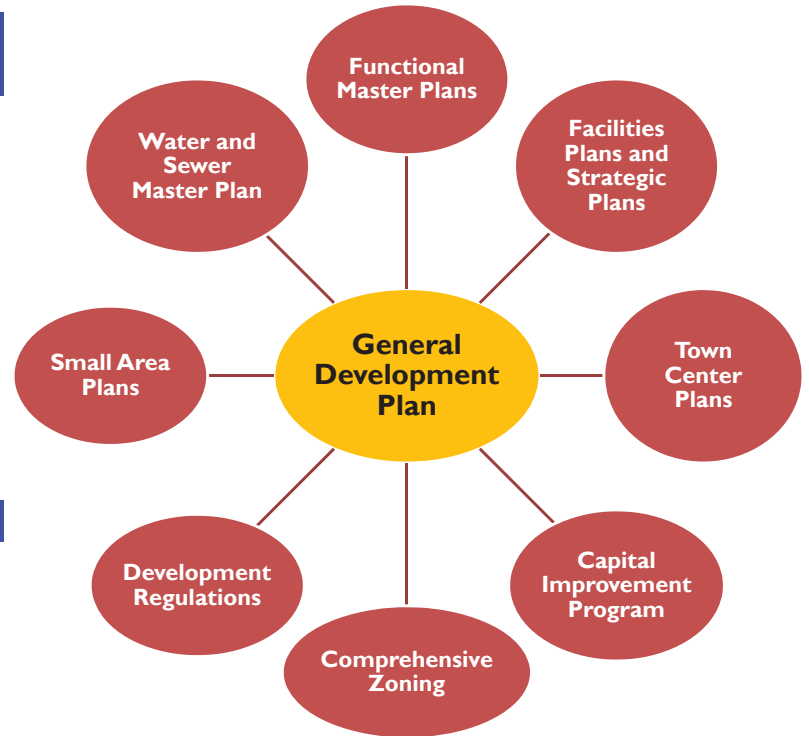 Functional
Master Plans
Facilities
Plans and
Strategic
Plans
Water and
Sewer
Master Plan
General
Development
Plan
Small Area
Plans
Town
Center
Plans
Development
Regulations
Capital
Improvement
Program
Comprehensive
Zoning